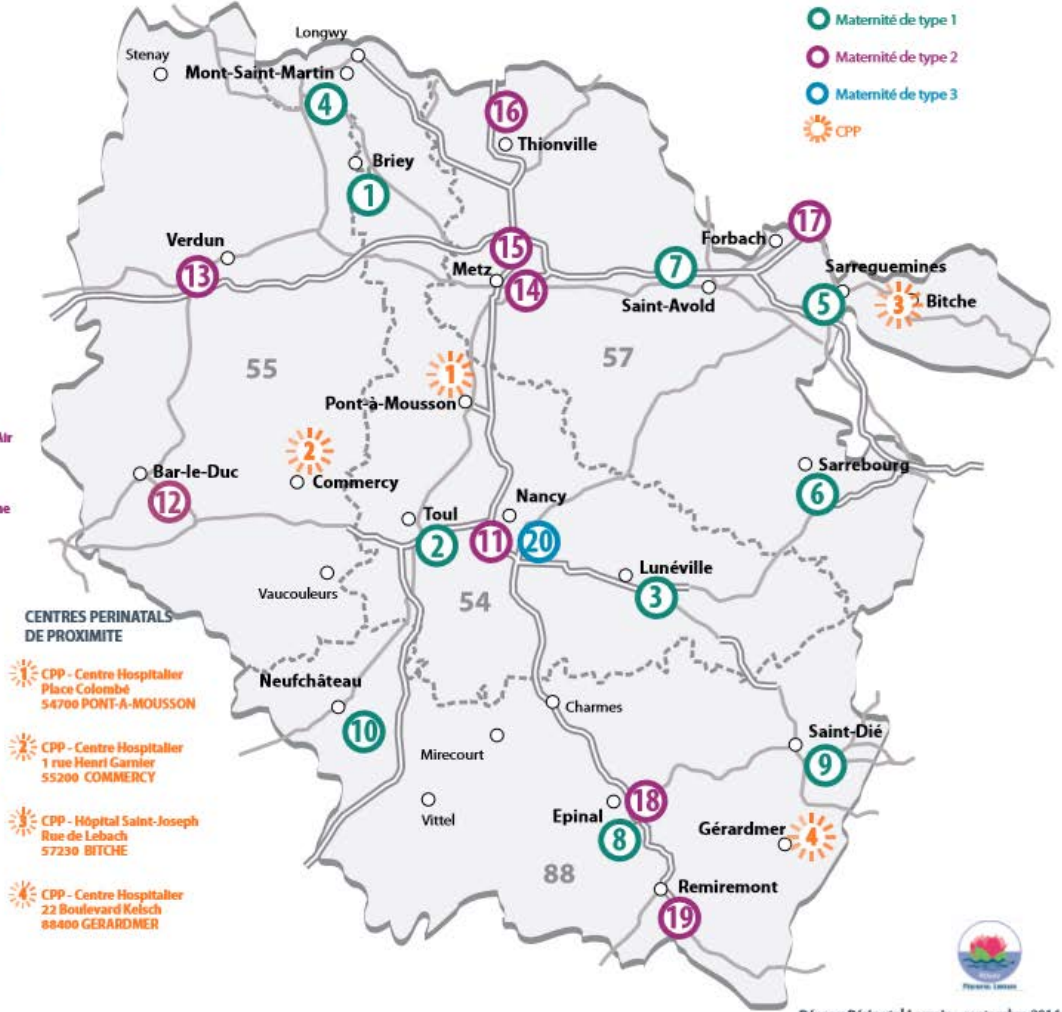 Maternité de type 1
Maternité de type 2
Maternité de type 3
CPP
Longwy
Stenay
Mont-Saint-Martin
4
16
Thionville
Briey
1
17
Forbach
Verdun
15
7
Sarreguemines
13
Metz
14
Saint-Avold
5
3
Bitche
55
57
1
Pont-à-Mousson
Air
2
Bar-le-Duc
Commercy
Sarrebourg
12
6
Nancy
Toul
2
11
20
Lunéville
3
Vaucouleurs
54
CENTRES PERINATALS
DE PROXIMITE
1
CPP - Centre Hospitalier
Place Colombé
54700 PONT-A-MOUSSON
2
CPP - Centre Hospitalier
1 rue Henri Garnier
55200 COMMERCY
3
CPP - Hôpital Saint-Joseph
Rue de Lebach
57230 BITCHE
4
CPP - Centre Hospitalier
22 Boulevard Kelsch
88400 GERARDMER
Neufchâteau
10
Charmes
Mirecourt
Saint-Dié
9
Vittel
18
Epinal
8
Gérardmer
4
88
Remiremont
19